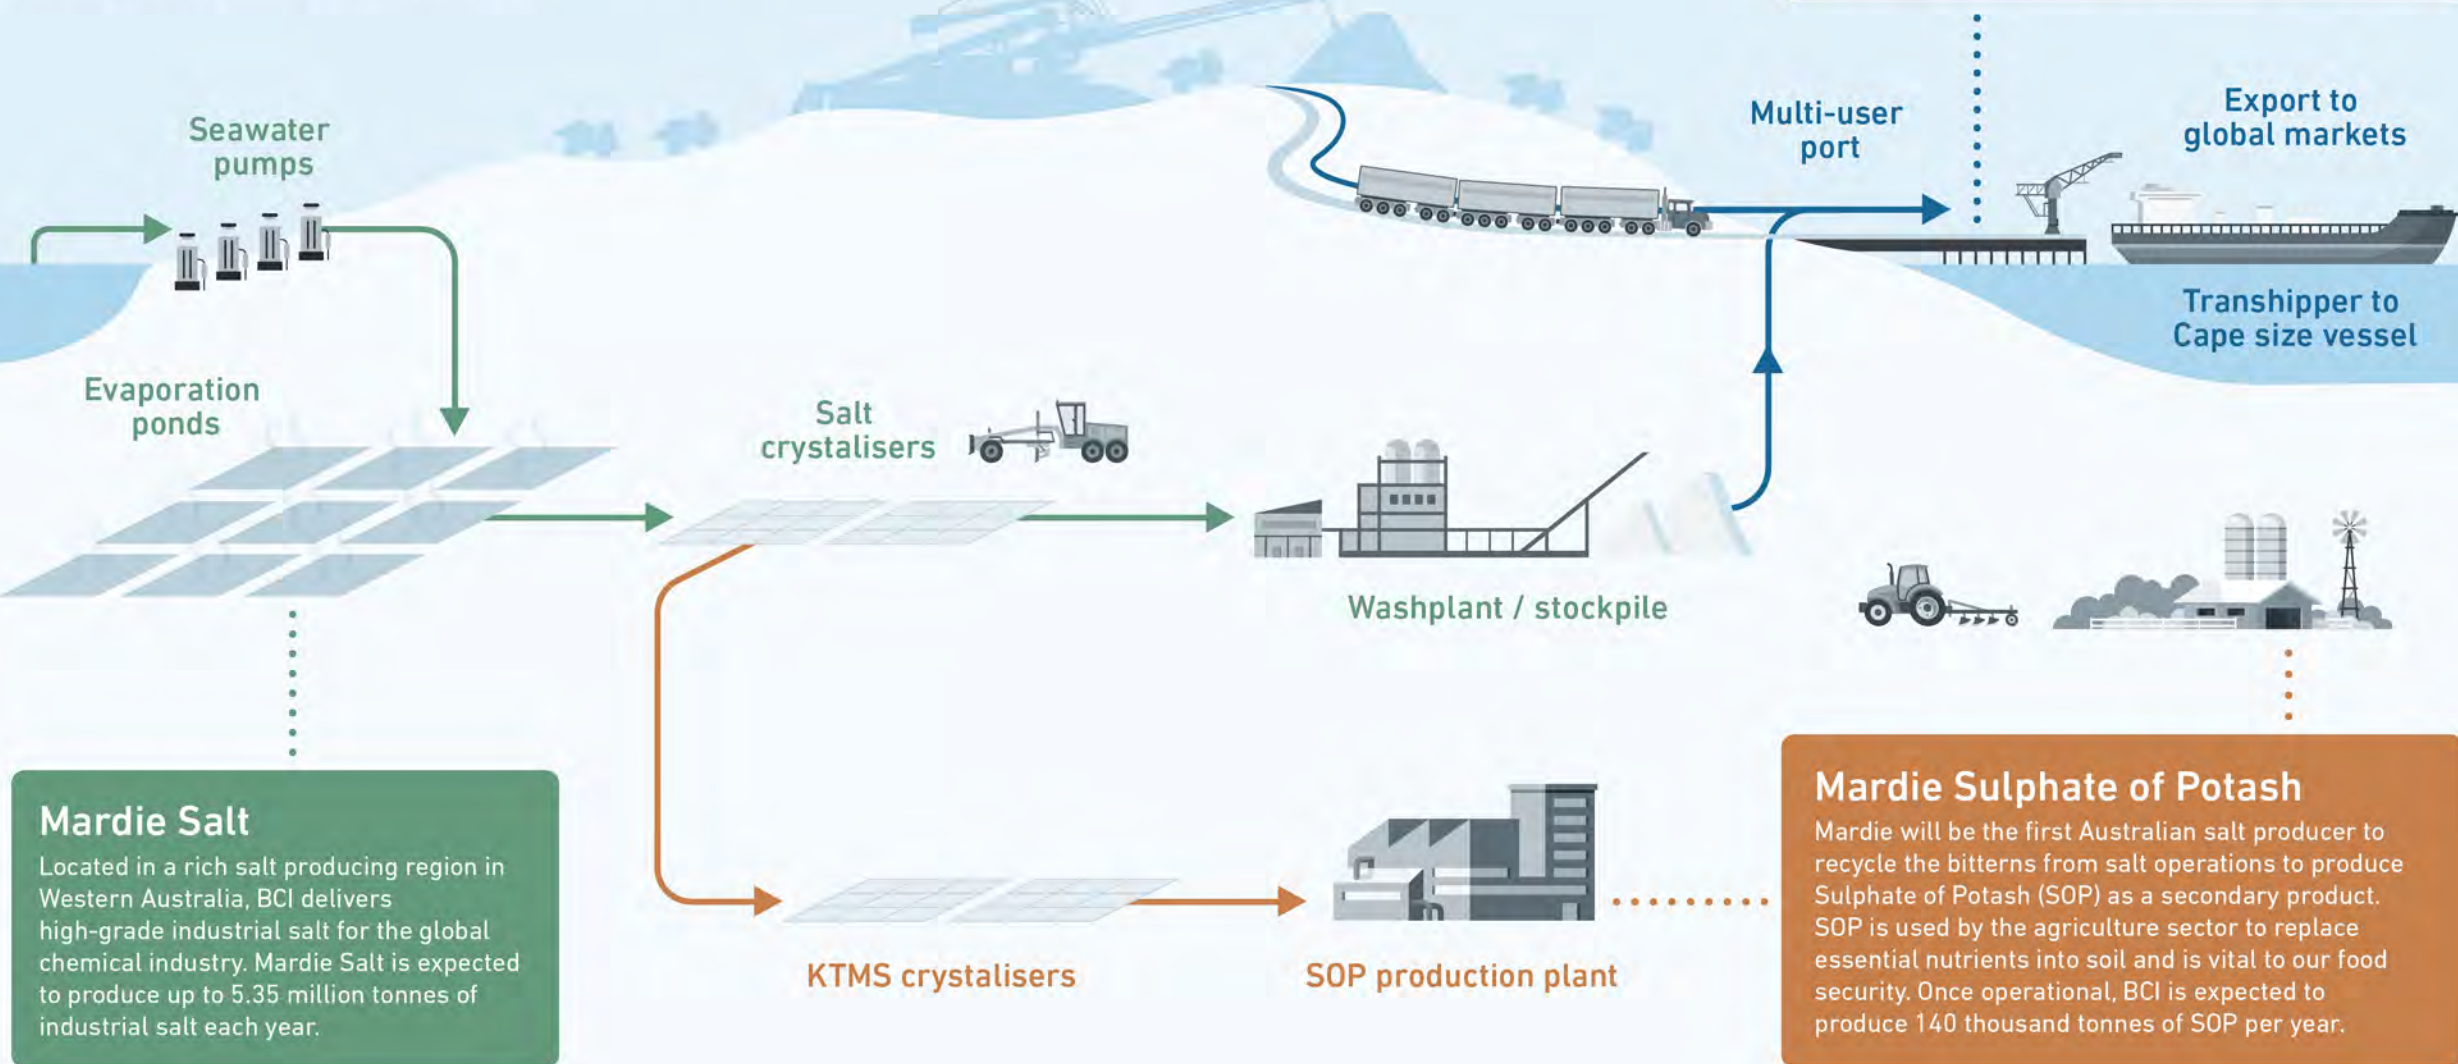 Seawater
pumps
Multi-user
port
Export to
global markets
Transhipper to
Cape size vessel
Evaporation
ponds
Salt
crystalisers
Washplant / stockpile
Mardie Salt
Located in a rich salt producing region in
Western Australia, BCI delivers
high-grade industrial salt for the global
chemical industry. Mardie Salt is expected
to produce up to 5.35 million tonnes of
industrial salt each year.
KTMS crystalisers
SOP production plant
Mardie Sulphate of Potash
Mardie will be the first Australian salt producer to
recycle the bitterns from salt operations to produce
Sulphate of Potash (SOP) as a secondary product.
SOP is used by the agriculture sector to replace
essential nutrients into soil and is vital to our food
security. Once operational, BCI is expected to
produce 140 thousand tonnes of SOP per year.